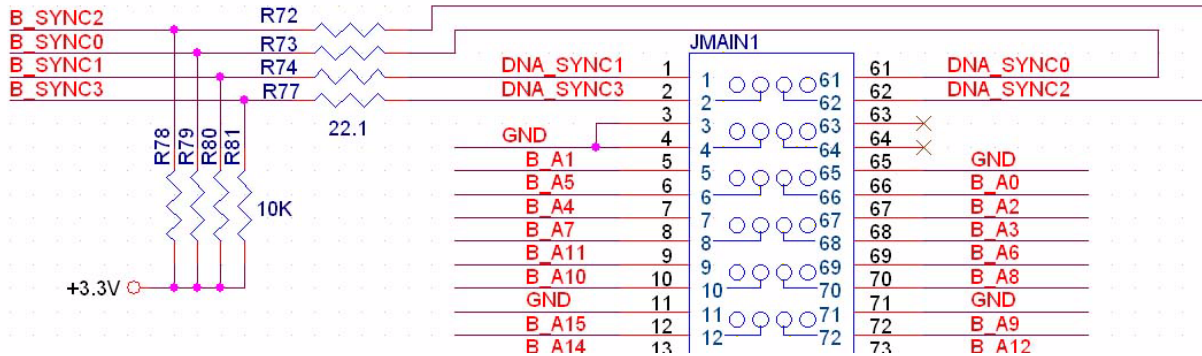 B_SYNC2 R72
B_SYNC0 R73 JMAIN1
B_SYNC1 R74 DNA_SYNC1 1 1 61 61 DNA_SYNC0
B_SYNC3 R77 DNA_SYNC3 2 2 62 62 DNA_SYNC2
22.1 3 3 63 63
GND 4 4 64 64
R78 R79 R80 R81 B_A1 5 5 65 65 GND
B_A5 6 6 66 66 B_A0
10K B_A4 7 7 67 67 B_A2
B_A7 8 8 68 68 B_A3
B_A11 9 9 69 69 B_A6
+3.3V B_A10 10 10 70 70 B_A8
GND 11 11 71 71 GND
B_A15 12 12 72 72 B_A9
B_A14 13 73 B_A12